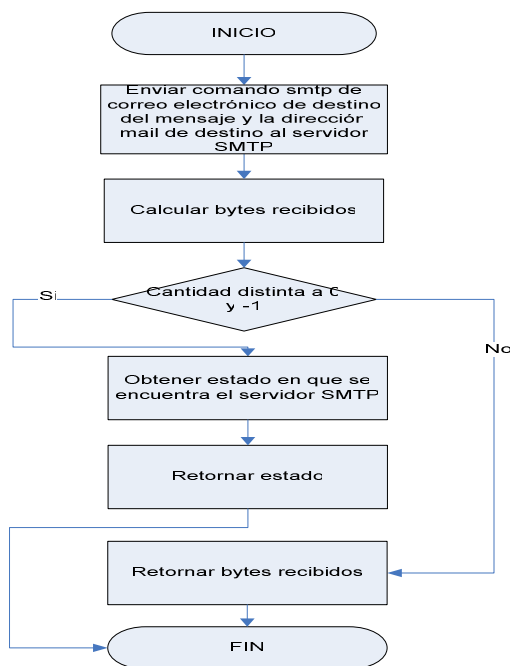 INICIO
Enviar comando smtp de
correo electrónico de destino
del mensaje y la dirección
mail de destino al servidor
SMTP
Calcular bytes recibidos
Cantidad distinta a 0
y -1
Si
No
Obtener estado en que se
encuentra el servidor SMTP
Retornar estado
Retornar bytes recibidos
FIN